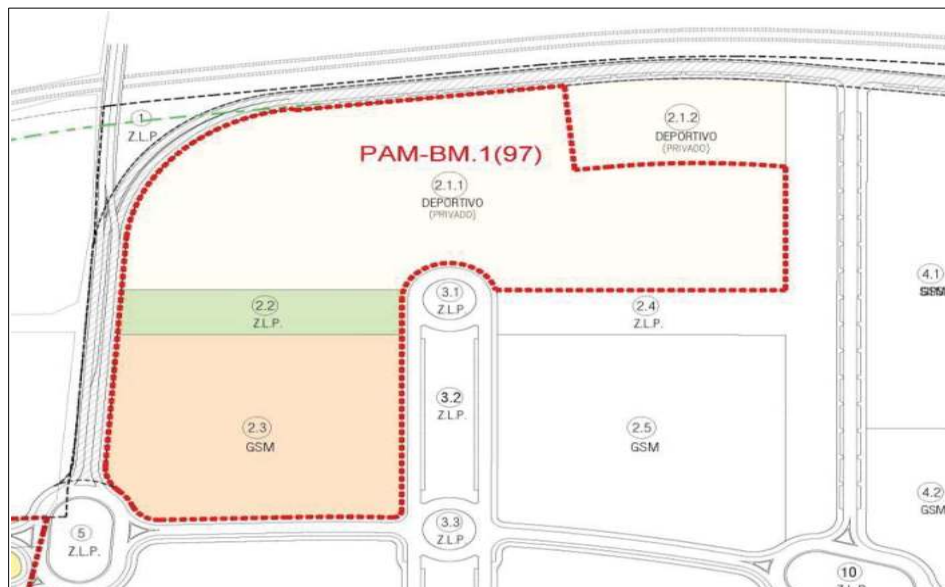 1
Z.L.P.
2.1.2
DEPORTIVO
(PRIVADO)
PAM-BM.1(97)
2.1.1
DEPORTIVO
(PRIVADO)
4.1
GSM
2.2
Z.L.P.
3.1
Z.L.P.
2.4
Z.L.P.
3.2
Z.L.P.
2.3
GSM
2.5
GSM
4.2
GSM
5
Z.L.P.
3.3
Z.L.P.
10
Z.L.P.